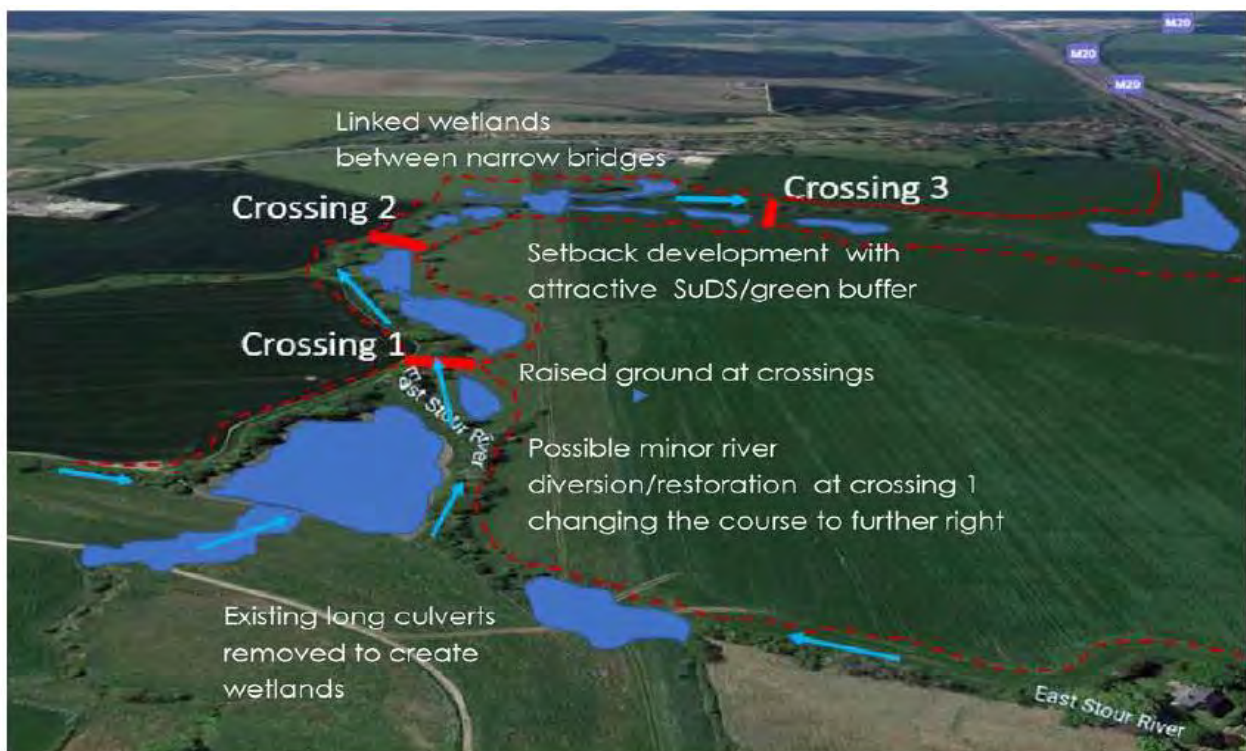 M20
M20
M20
Linked wetlands
between narrow bridges
Crossing 2
Crossing 3
Setback development with
attractive SuDS/green buffer
Crossing 1
Raised ground at crossings
East Stour River
Possible minor river
diversion/restoration at crossing 1
changing the course to further right
Existing long culverts
removed to create
wetlands
East Stour River